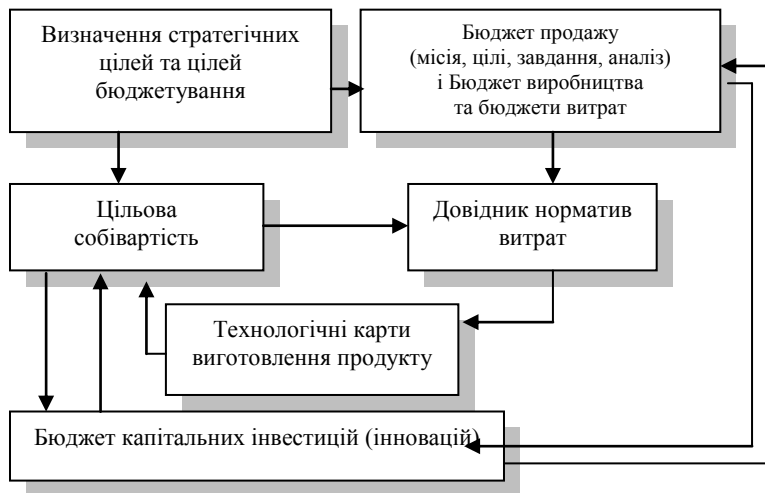 Визначення стратегічних
цілей та цілей
бюджетування
Бюджет продажу
(місія, цілі, завдання, аналіз)
і Бюджет виробництва
та бюджети витрат
Цільова
собівартість
Довідник норматив
витрат
Технологічні карти
виготовлення продукту
Бюджет капітальних інвестицій (інновацій)